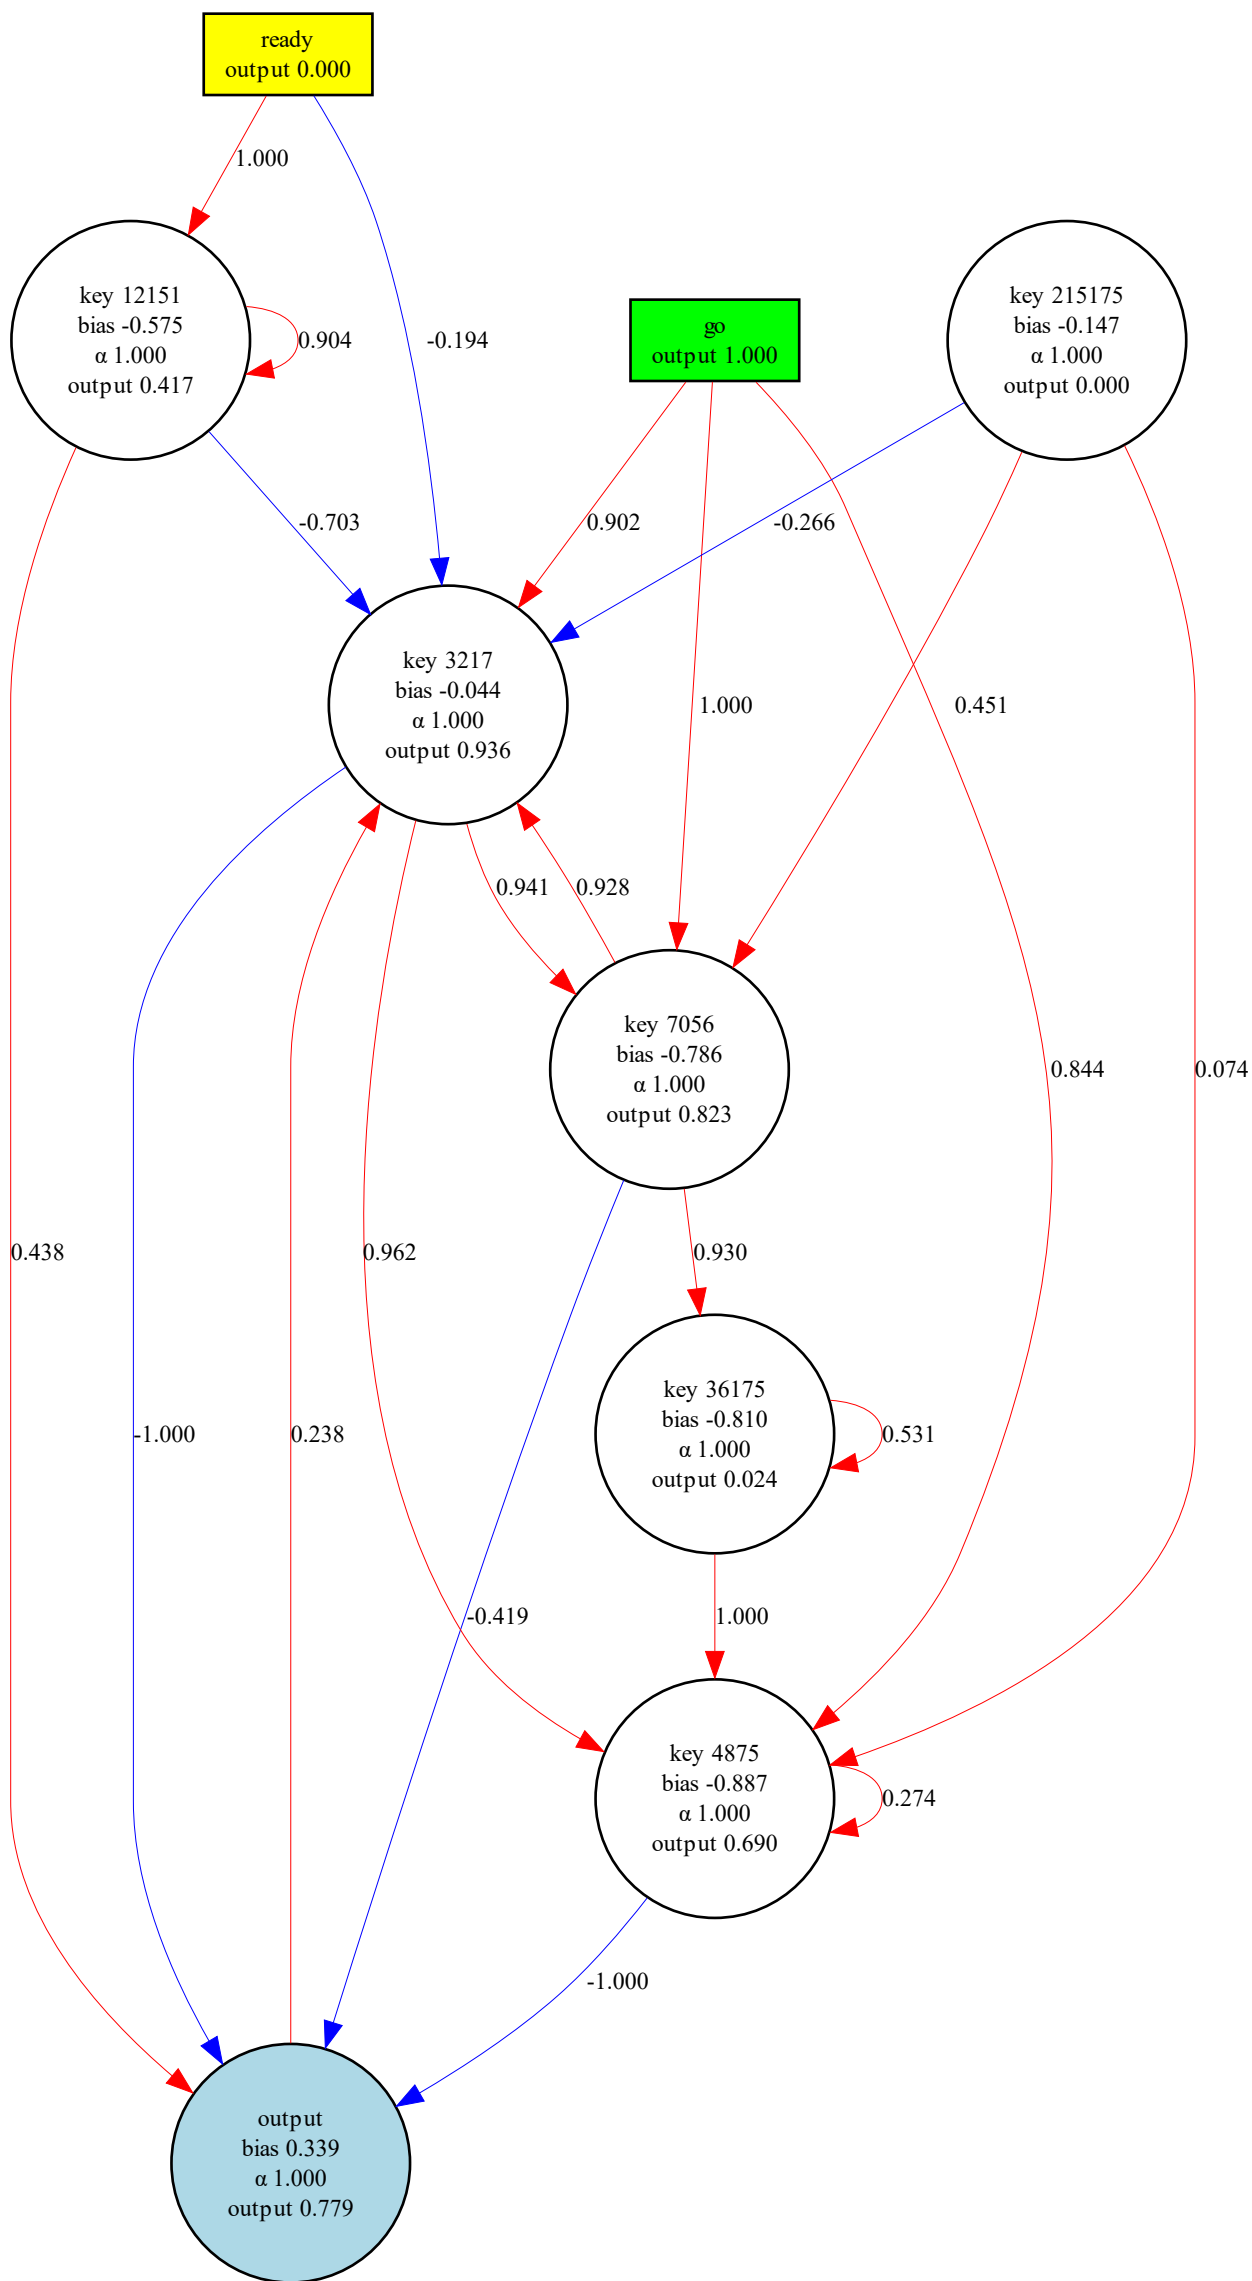 ready
output 0.000
1.000
key 12151
bias -0.575
α 1.000
output 0.417
0.904
-0.194
go
output 1.000
key 215175
bias -0.147
α 1.000
output 0.000
-0.703
0.902
-0.266
key 3217
bias -0.044
α 1.000
output 0.936
1.000
0.451
0.941
0.928
key 7056
bias -0.786
α 1.000
output 0.823
0.844
0.074
0.438
0.962
0.930
-1.000
0.238
key 36175
bias -0.810
α 1.000
output 0.024
0.531
-0.419
1.000
key 4875
bias -0.887
α 1.000
output 0.690
0.274
-1.000
output
bias 0.339
α 1.000
output 0.779